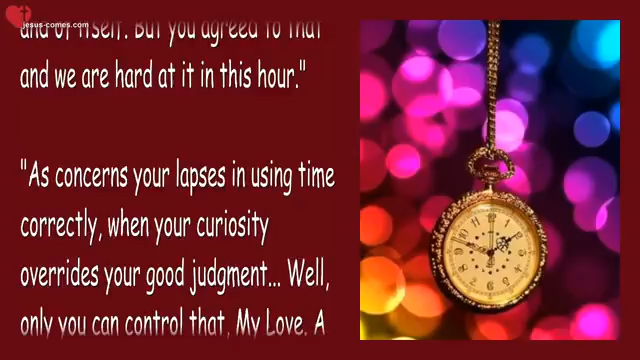 jesus-comes.com
and of itself. But you agreed to that
and we are hard at it in this hour."
"As concerns your lapses in using time
correctly, when your curiosity
overrides your good judgment... Well,
only you can control that, My Love. A